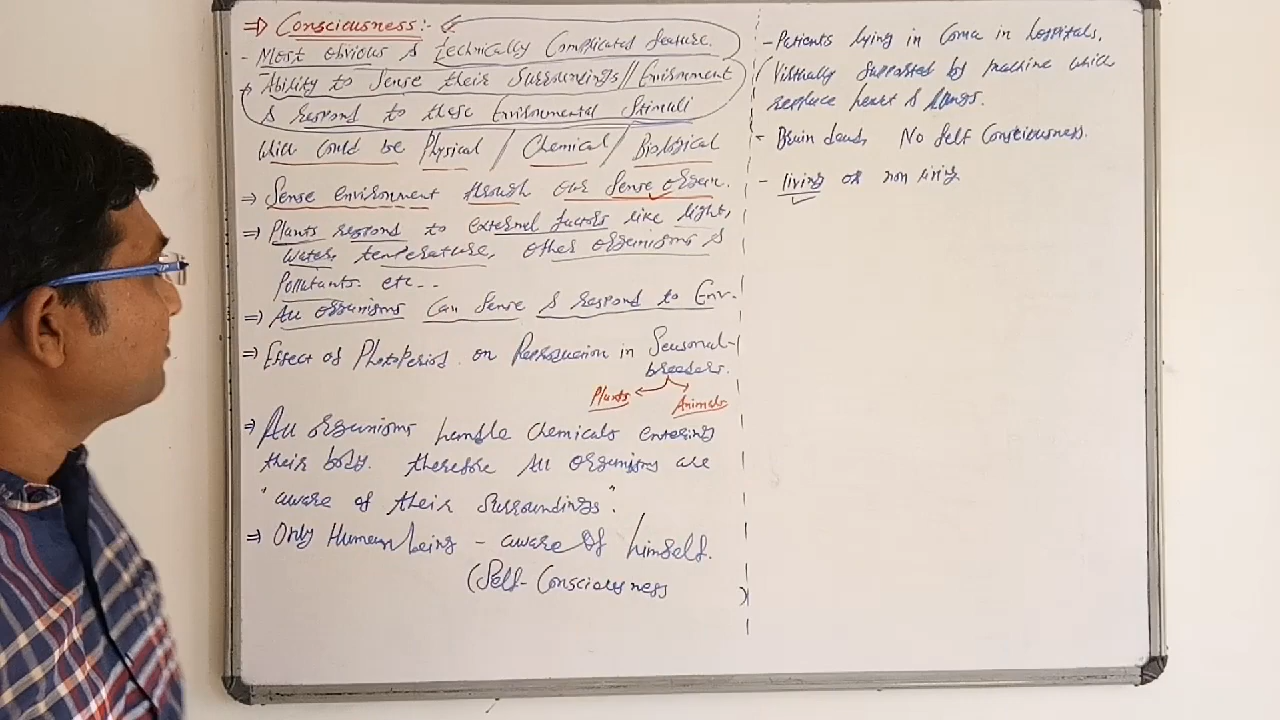 ⇒ Consciousness:-
- Most obvious & technically Complicated feature.
→ Ability to Sense their Surroundings // Environment
& respond to these Environmental Stimuli
which could be Physical / Chemical / Biological
⇒ Sense environment through our Sense organ.
⇒ Plants respond to external factors like light,
water, temperature, other organisms &
Pollutants. etc...
⇒ All organisms Can Sense & respond to Env.
⇒ Effect of PhotoPeriod on Reproduction in Seasonal-
breeders.
Plants Animals
⇒ All organisms handle Chemicals entering
their body. therefore All organisms are
"aware of their Surroundings".
⇒ Only Human being - aware of himself.
(Self-Consciousness)
- Patients lying in Coma in hospitals,
Virtually Supported by machine which
replace heart & lungs.
- Brain dead, No Self Consciousness.
- living or non living